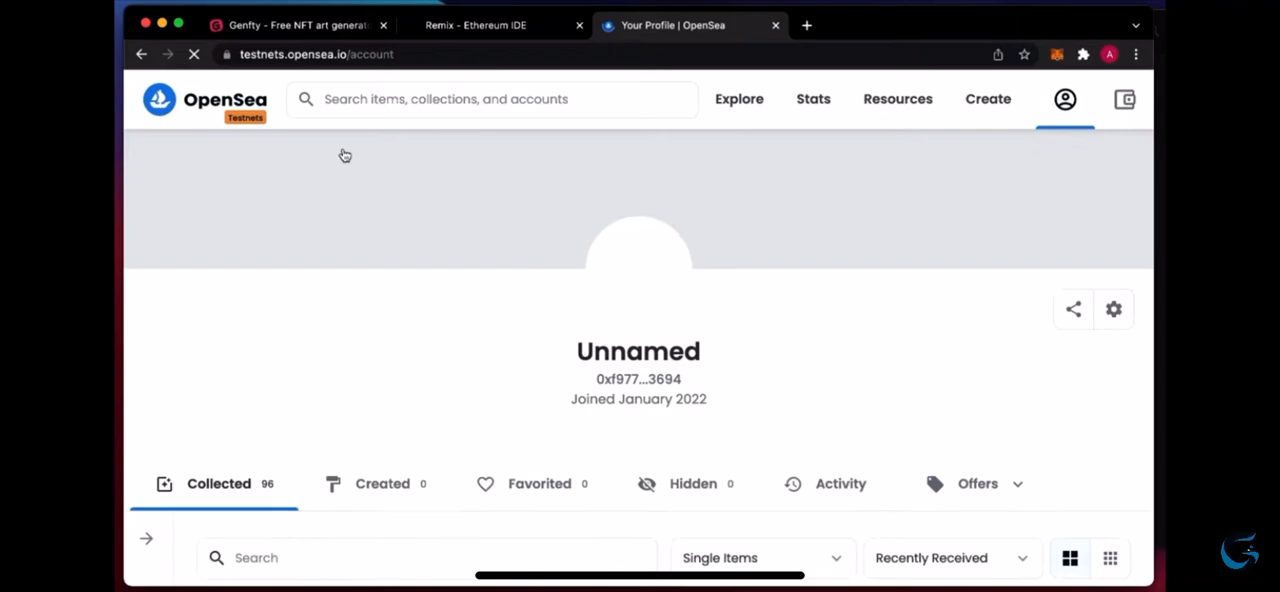 Genfty - Free NFT art generato
Remix - Ethereum IDE
Your Profile | OpenSea
testnets.opensea.io/account
A
OpenSea
Testnets
Search items, collections, and accounts
Explore
Stats
Resources
Create
Unnamed
0xf977...3694
Joined January 2022
Collected 96
Created 0
Favorited 0
Hidden 0
Activity
Offers
Search
Single Items
Recently Received